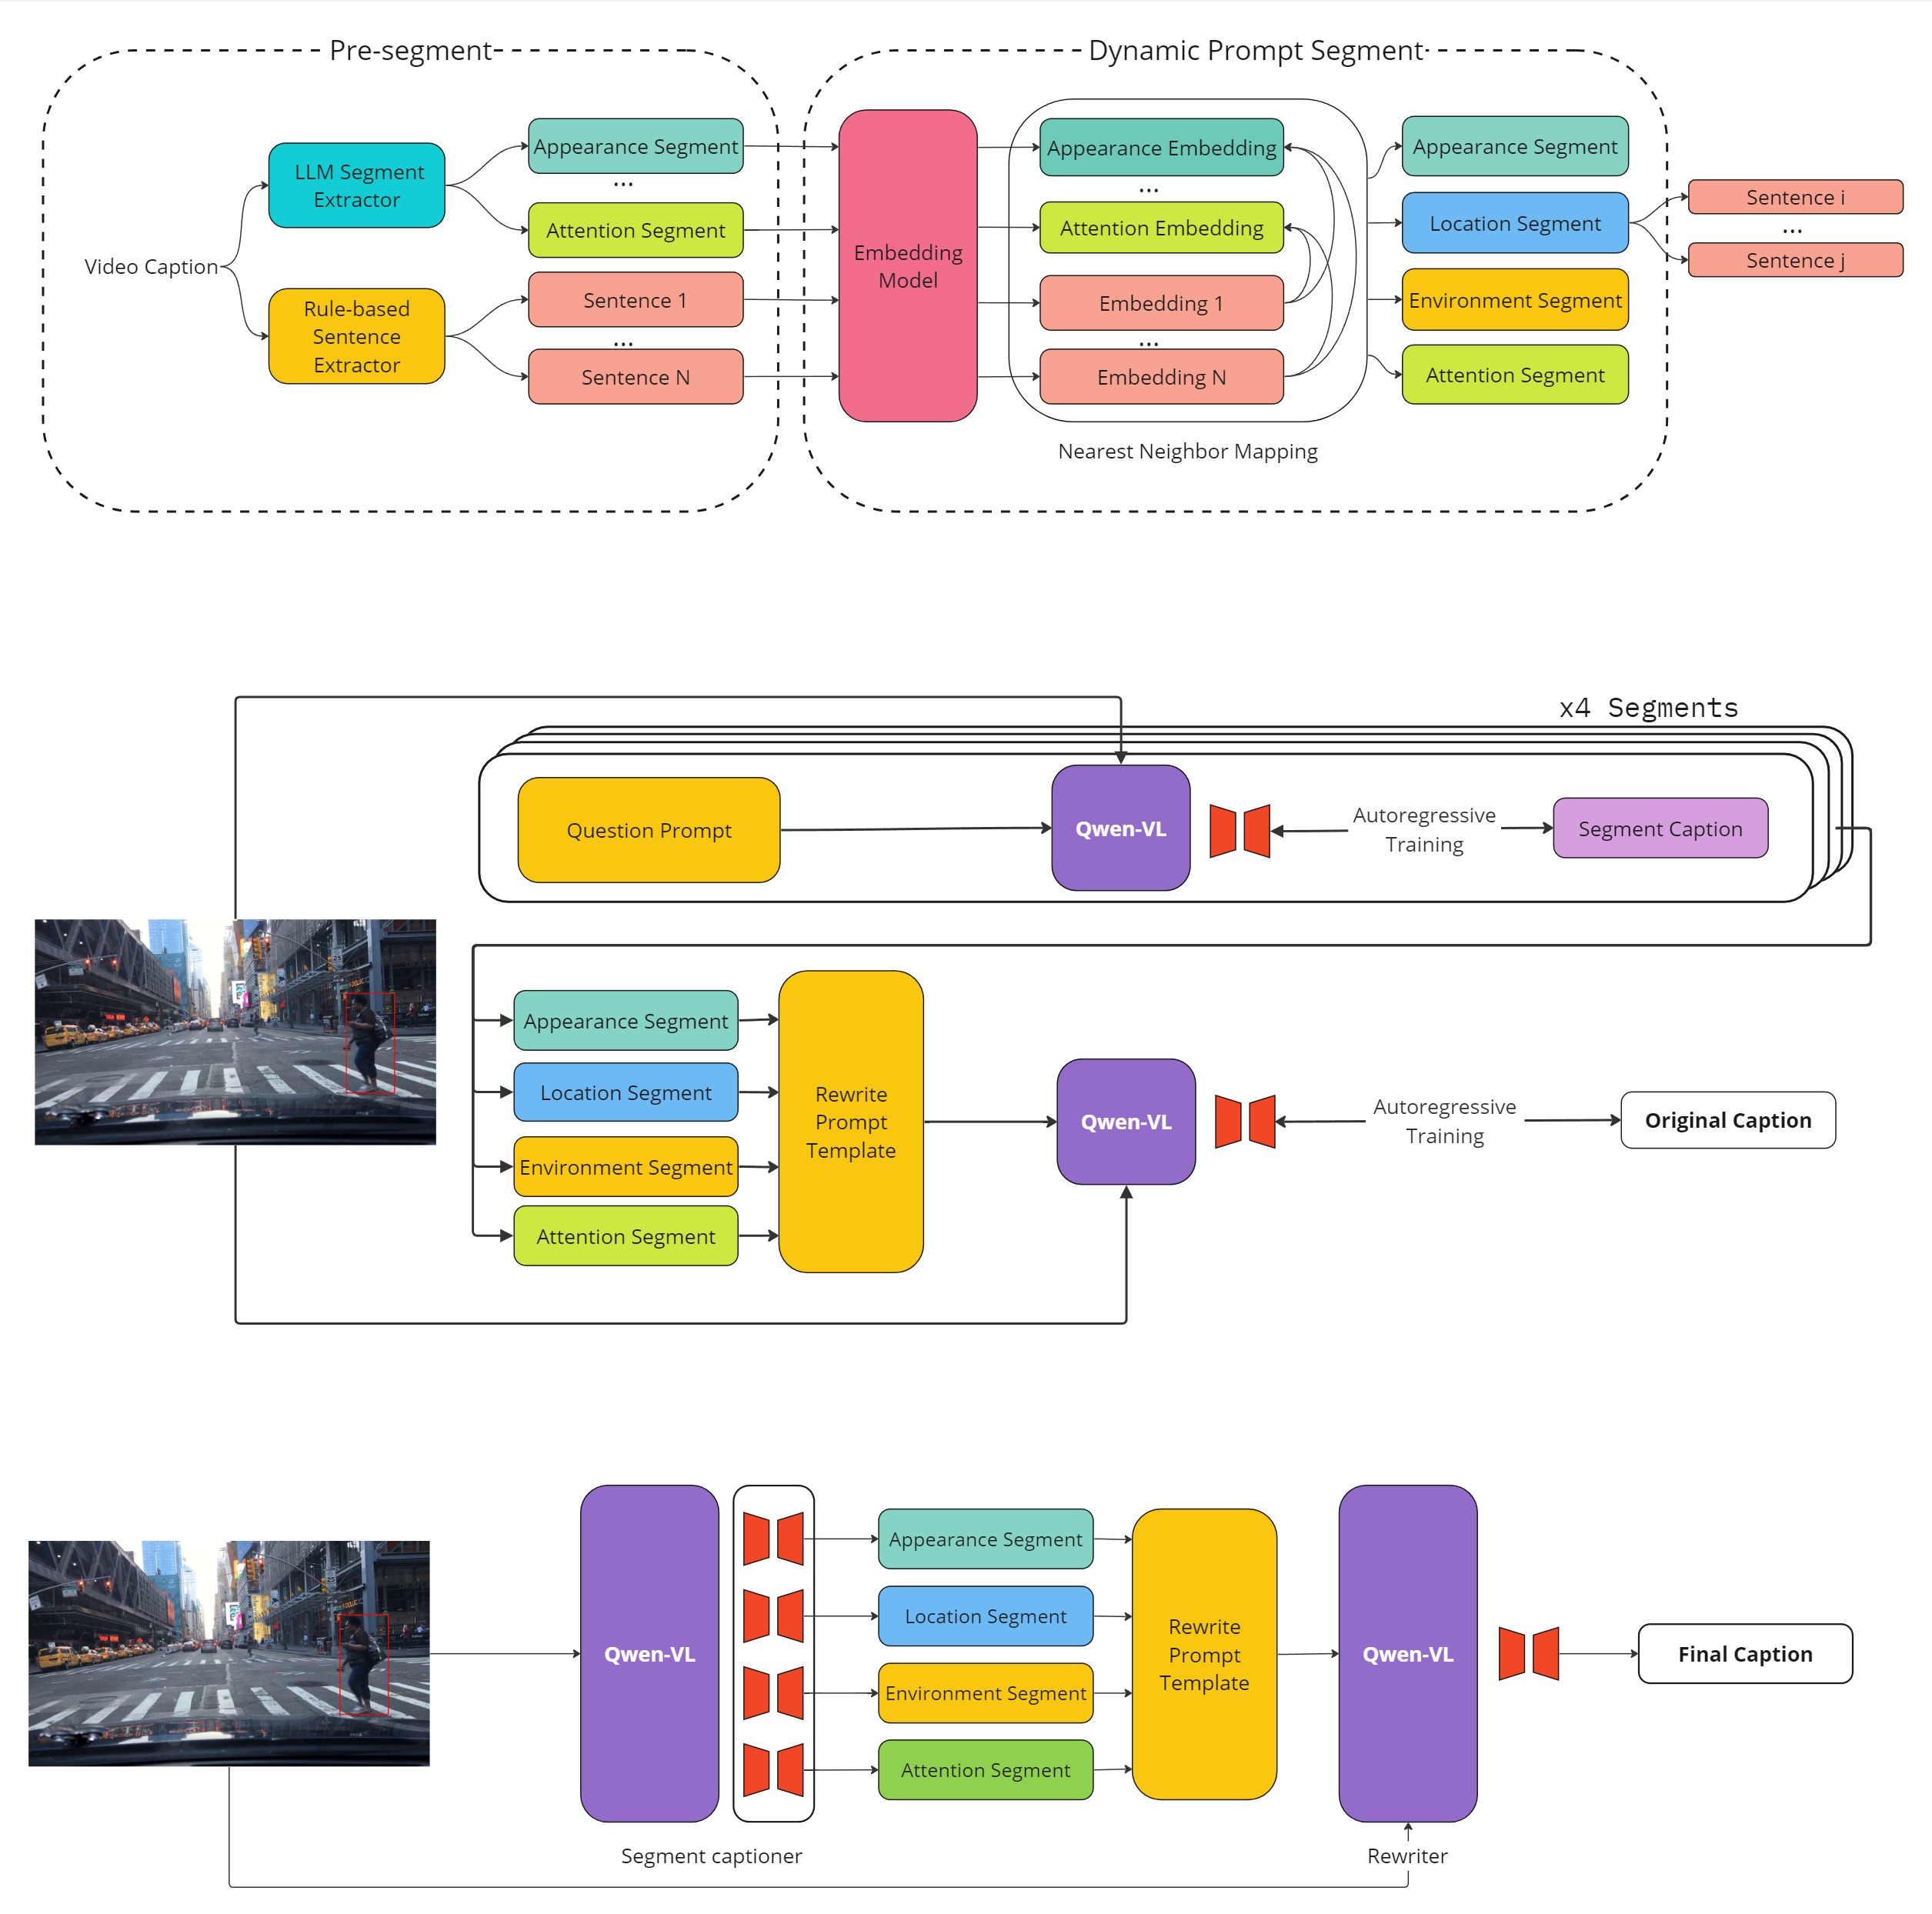 Pre-segment
Dynamic Prompt Segment
Video Caption
LLM Segment
Extractor
Rule-based
Sentence
Extractor
Appearance Segment
...
Attention Segment
Sentence 1
...
Sentence N
Embedding
Model
Appearance Embedding
...
Attention Embedding
Embedding 1
...
Embedding N
Nearest Neighbor Mapping
Appearance Segment
Location Segment
Environment Segment
Attention Segment
Sentence i
...
Sentence j
x4 Segments
Question Prompt
Qwen-VL
Autoregressive
Training
Segment Caption
Appearance Segment
Location Segment
Environment Segment
Attention Segment
Rewrite
Prompt
Template
Qwen-VL
Autoregressive
Training
Original Caption
Qwen-VL
Segment captioner
Appearance Segment
Location Segment
Environment Segment
Attention Segment
Rewrite
Prompt
Template
Qwen-VL
Rewriter
Final Caption